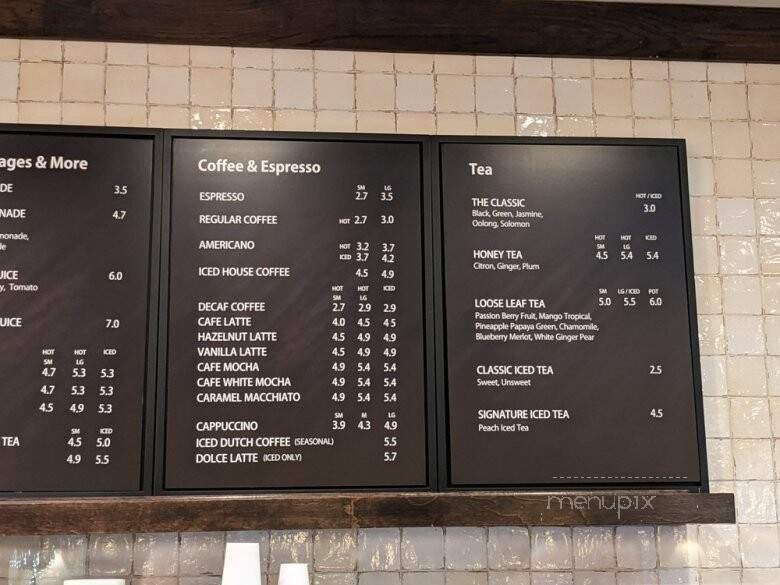 ages & More
DE 3.5
NADE 4.7
monade,
de
UICE 6.0
y, Tomato
UICE 7.0
HOT HOT ICED
SM LG
4.7 5.3 5.3
4.7 5.3 5.3
4.5 4.9 5.3
SM ICED
TEA 4.5 5.0
4.9 5.5
Coffee & Espresso
SM LG
ESPRESSO 2.7 3.5
REGULAR COFFEE HOT 2.7 3.0
AMERICANO HOT 3.2 3.7
ICED 3.7 4.2
ICED HOUSE COFFEE 4.5 4.9
HOT HOT ICED
SM LG
DECAF COFFEE 2.7 2.9 2.9
CAFE LATTE 4.0 4.5 4 5
HAZELNUT LATTE 4.5 4.9 4.9
VANILLA LATTE 4.5 4.9 4.9
CAFE MOCHA 4.9 5.4 5.4
CAFE WHITE MOCHA 4.9 5.4 5.4
CARAMEL MACCHIATO 4.9 5.4 5.4
SM M LG
CAPPUCCINO 3.9 4.3 4.9
ICED DUTCH COFFEE (SEASONAL) 5.5
DOLCE LATTE (ICED ONLY) 5.7
Tea
HOT / ICED
THE CLASSIC 3.0
Black, Green, Jasmine,
Oolong, Solomon
HOT HOT ICED
SM LG
HONEY TEA 4.5 5.4 5.4
Citron, Ginger, Plum
SM LG / ICED POT
LOOSE LEAF TEA 5.0 5.5 6.0
Passion Berry Fruit, Mango Tropical,
Pineapple Papaya Green, Chamomile,
Blueberry Merlot, White Ginger Pear
CLASSIC ICED TEA 2.5
Sweet, Unsweet
SIGNATURE ICED TEA 4.5
Peach Iced Tea
menupix